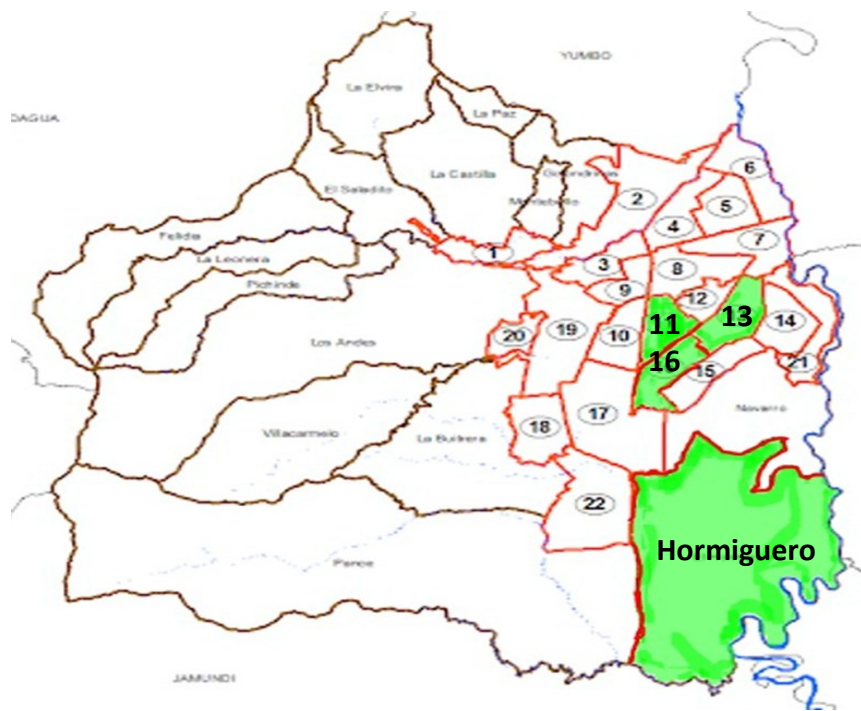 YUMBO
La Elvira
La Paz
DAGUA
La Castilla
Golondrinas
6
El Saladito
2
5
Montebello
4
Felidia
7
1
La Leonera
3
8
Pichinde
9
12
11
13
14
20
19
10
Los Andes
16
15
21
Navarro
18
17
Villacarmelo
La Buitrera
22
Hormiguero
Pance
JAMUNDI